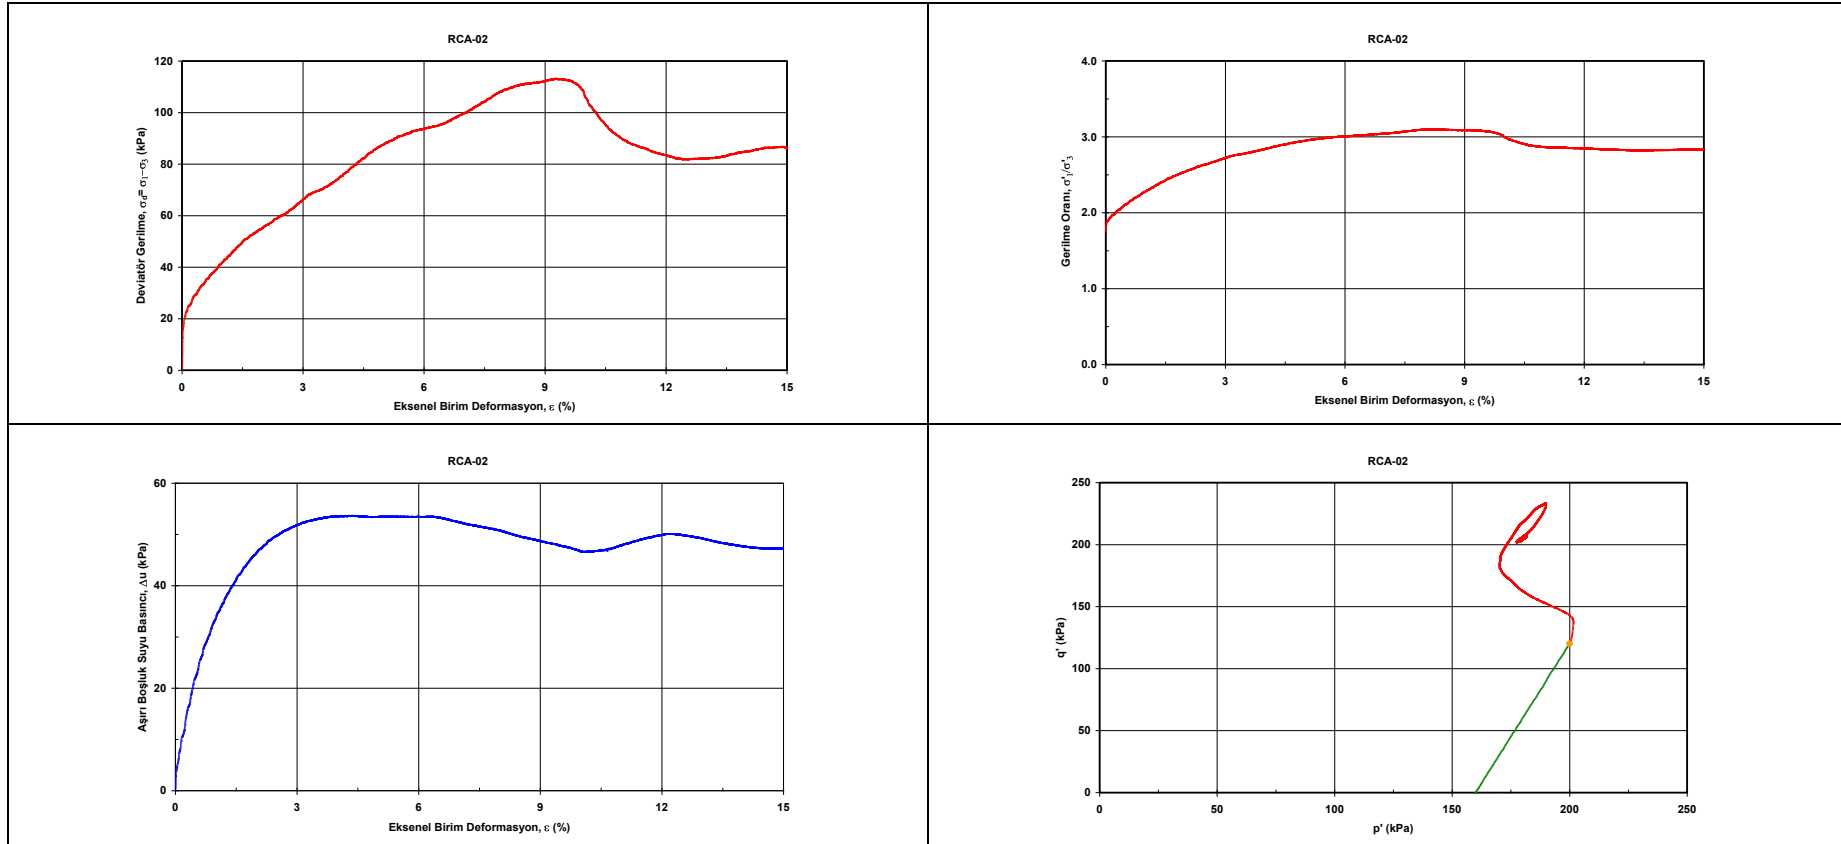 RCA-02
120
100
80
60
40
20
0
Deviatör Gerilme, σd= σ1–σ3 (kPa)
0 3 6 9 12 15
Eksenel Birim Deformasyon, ε (%)
RCA-02
4.0
3.0
2.0
1.0
0.0
Gerilme Oranı, σ'1/σ'3
0 3 6 9 12 15
Eksenel Birim Deformasyon, ε (%)
RCA-02
60
40
20
0
Aşırı Boşluk Suyu Basıncı, Δu (kPa)
0 3 6 9 12 15
Eksenel Birim Deformasyon, ε (%)
RCA-02
250
200
150
100
50
0
q' (kPa)
0 50 100 150 200 250
p' (kPa)